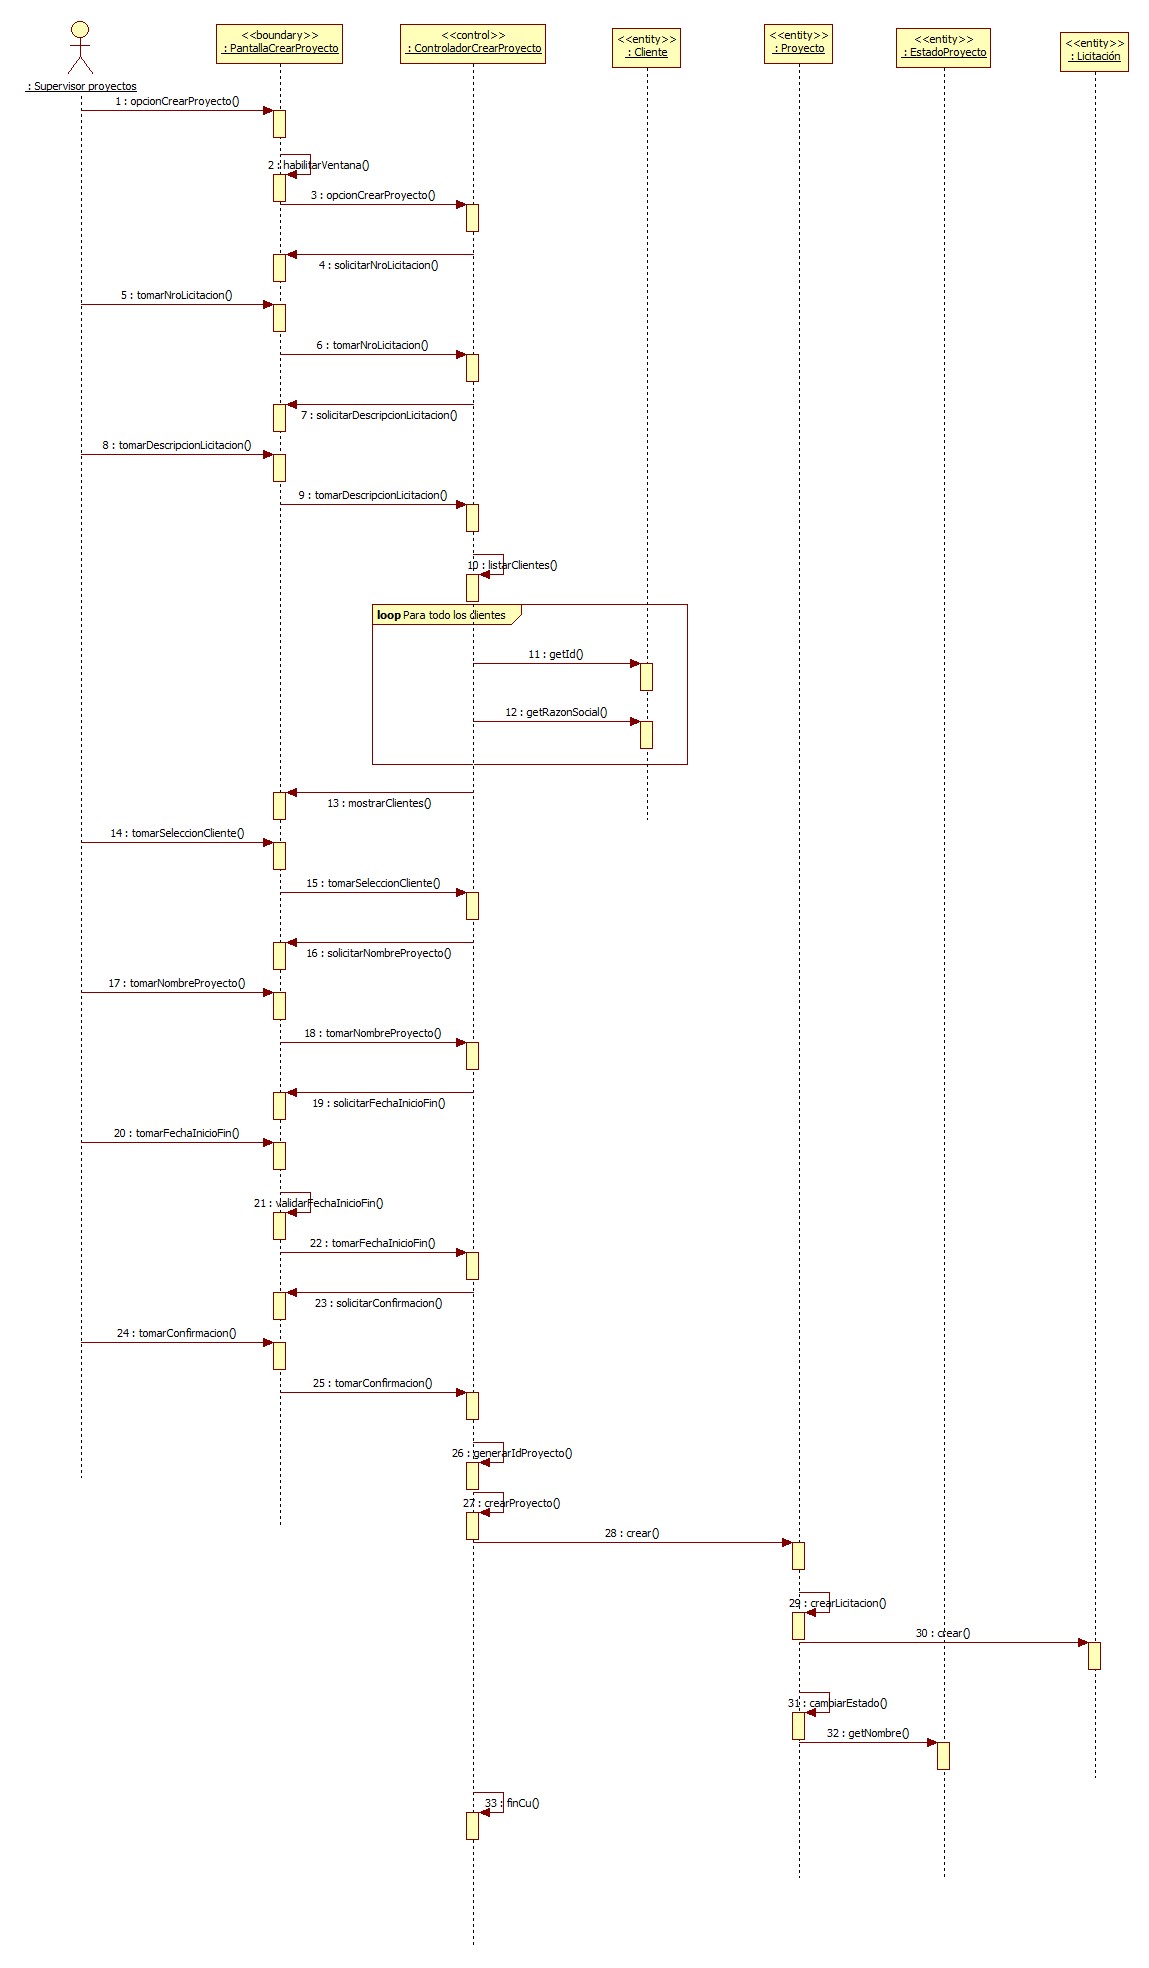 <<boundary>>
: PantallaCrearProyecto
<<control>>
: ControladorCrearProyecto
<<entity>>
: Cliente
<<entity>>
: Proyecto
<<entity>>
: EstadoProyecto
<<entity>>
: Licitación
: Supervisor proyectos
1 : opcionCrearProyecto()
2 : habilitarVentana()
3 : opcionCrearProyecto()
4 : solicitarNroLicitacion()
5 : tomarNroLicitacion()
6 : tomarNroLicitacion()
7 : solicitarDescripcionLicitacion()
8 : tomarDescripcionLicitacion()
9 : tomarDescripcionLicitacion()
10 : listarClientes()
loop Para todo los clientes
11 : getId()
12 : getRazonSocial()
13 : mostrarClientes()
14 : tomarSeleccionCliente()
15 : tomarSeleccionCliente()
16 : solicitarNombreProyecto()
17 : tomarNombreProyecto()
18 : tomarNombreProyecto()
19 : solicitarFechaInicioFin()
20 : tomarFechaInicioFin()
21 : validarFechaInicioFin()
22 : tomarFechaInicioFin()
23 : solicitarConfirmacion()
24 : tomarConfirmacion()
25 : tomarConfirmacion()
26 : generarIdProyecto()
27 : crearProyecto()
28 : crear()
29 : crearLicitacion()
30 : crear()
31 : cambiarEstado()
32 : getNombre()
33 : finCu()